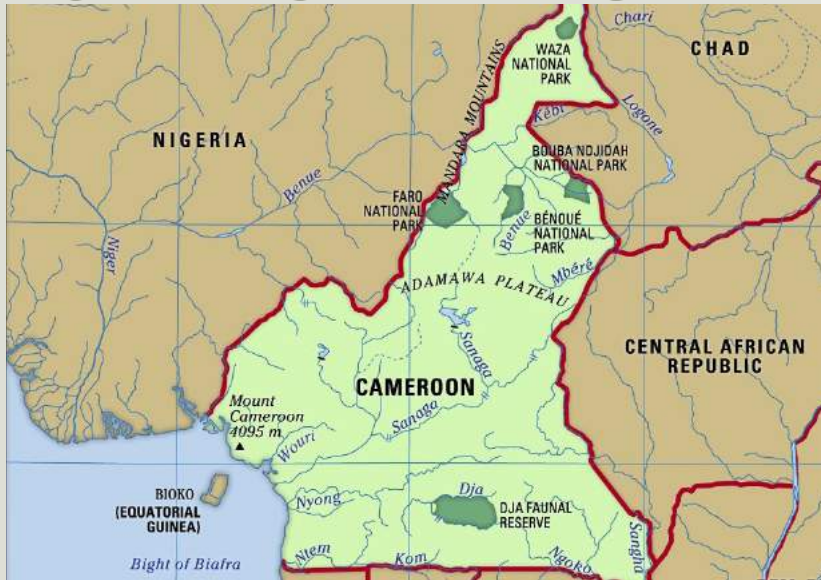 WAZA
NATIONAL
PARK
Chari
CHAD
MANDARA MOUNTAINS
Kébi
Logone
NIGERIA
BOUBA NDJIDAH
NATIONAL PARK
Benue
FARO
NATIONAL
PARK
Benue
BÉNOUÉ
NATIONAL
PARK
Niger
Mbéré
ADAMAWA PLATEAU
Sanaga
CENTRAL AFRICAN
REPUBLIC
CAMEROON
Mount
Cameroon
4095 m
Sanaga
Wouri
BIOKO
(EQUATORIAL
GUINEA)
Nyong
Dja
DJA FAUNAL
RESERVE
Sangha
Ntem
Kom
Ngoko
Bight of Biafra